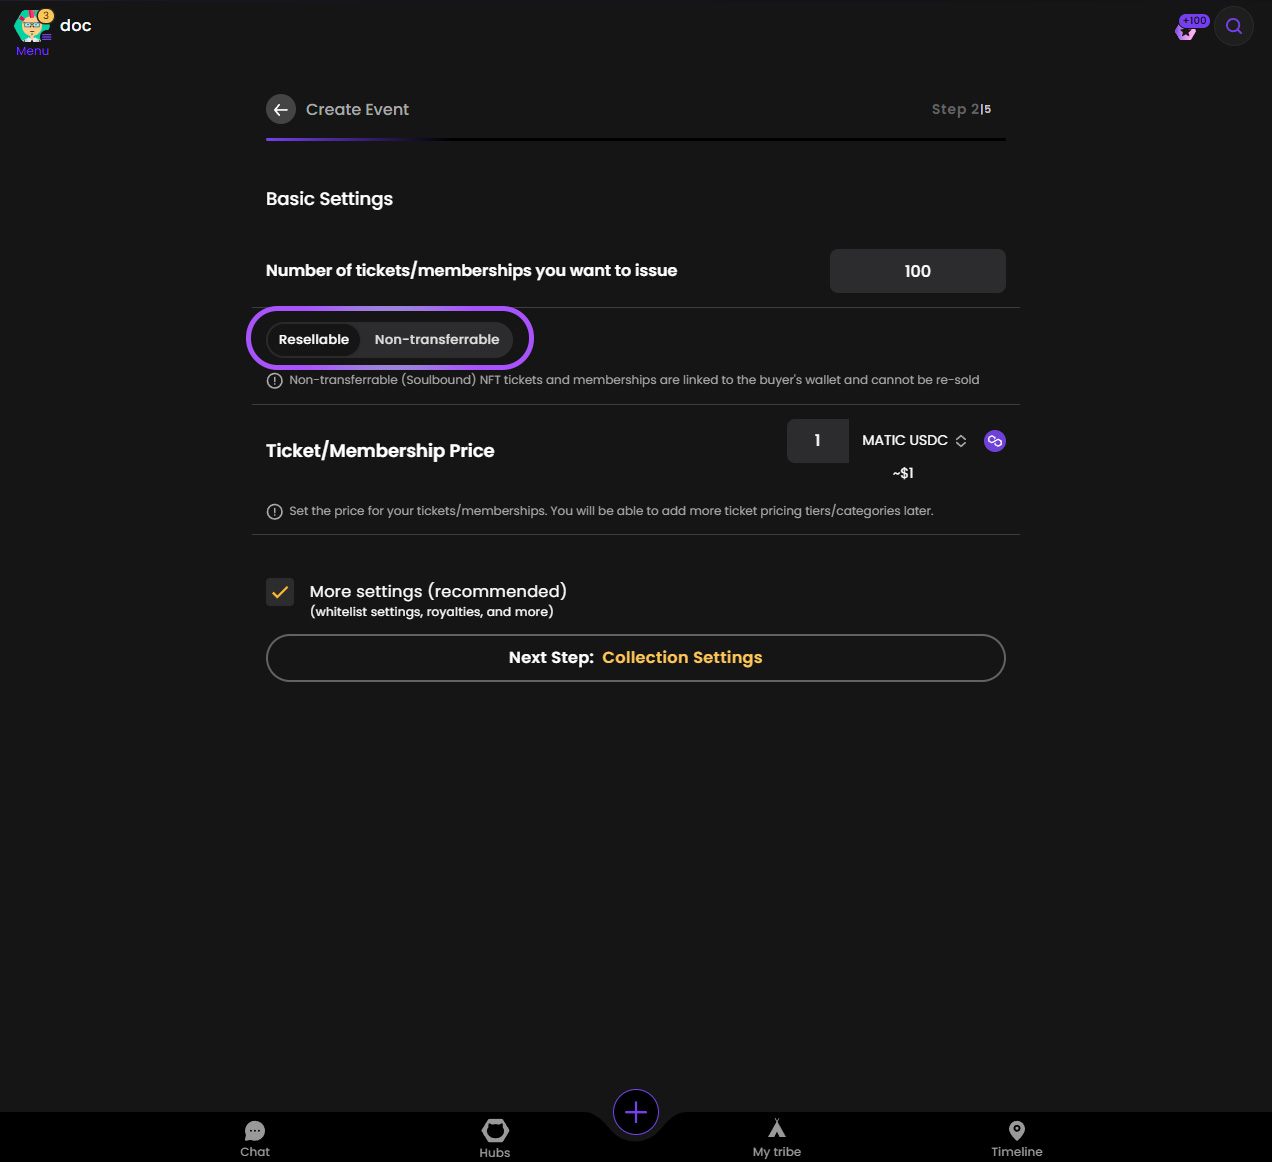 3
doc
Menu
+100
Create Event
Step 2|5
Basic Settings
Number of tickets/memberships you want to issue
100
Resellable
Non-transferrable
Non-transferrable (Soulbound) NFT tickets and memberships are linked to the buyer's wallet and cannot be re-sold
Ticket/Membership Price
1
MATIC USDC
~$1
Set the price for your tickets/memberships. You will be able to add more ticket pricing tiers/categories later.
More settings (recommended)
(whitelist settings, royalties, and more)
Next Step: Collection Settings
Chat
Hubs
My tribe
Timeline